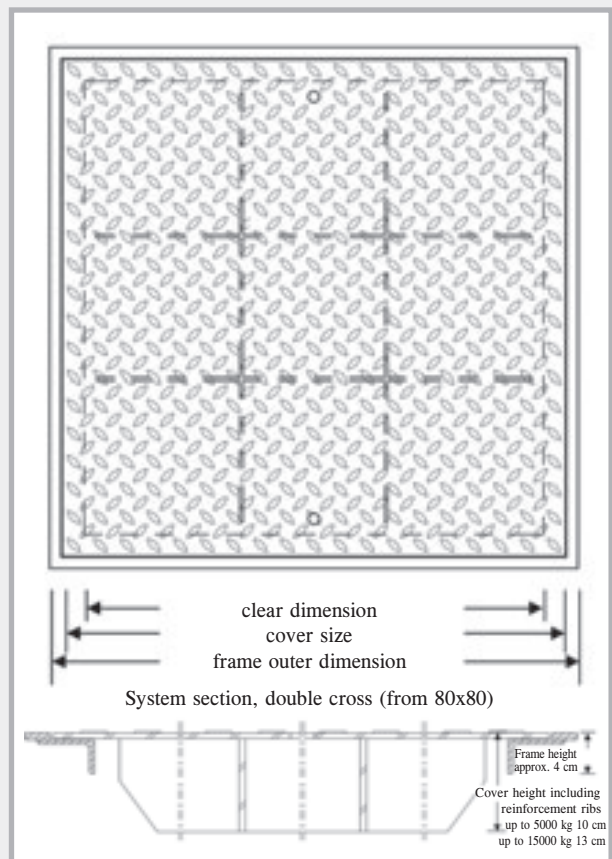 clear dimension
cover size
frame outer dimension
System section, double cross (from 80x80)
Frame height
approx. 4 cm
Cover height including
reinforcement ribs
up to 5000 kg 10 cm
up to 15000 kg 13 cm